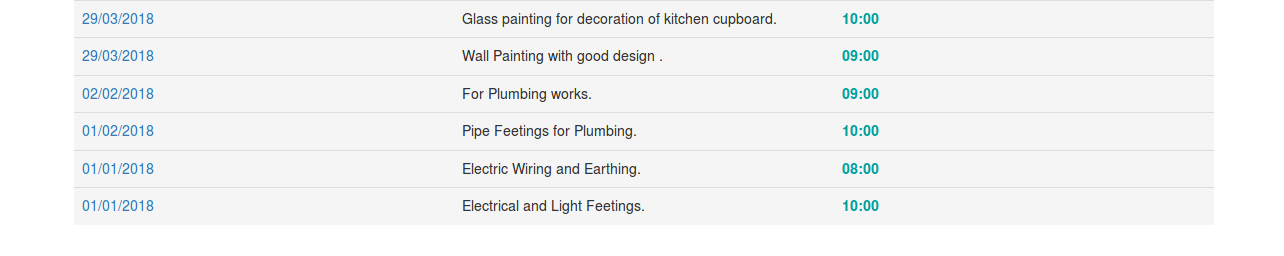 29/03/2018 Glass painting for decoration of kitchen cupboard. 10:00
29/03/2018 Wall Painting with good design . 09:00
02/02/2018 For Plumbing works. 09:00
01/02/2018 Pipe Feetings for Plumbing. 10:00
01/01/2018 Electric Wiring and Earthing. 08:00
01/01/2018 Electrical and Light Feetings. 10:00